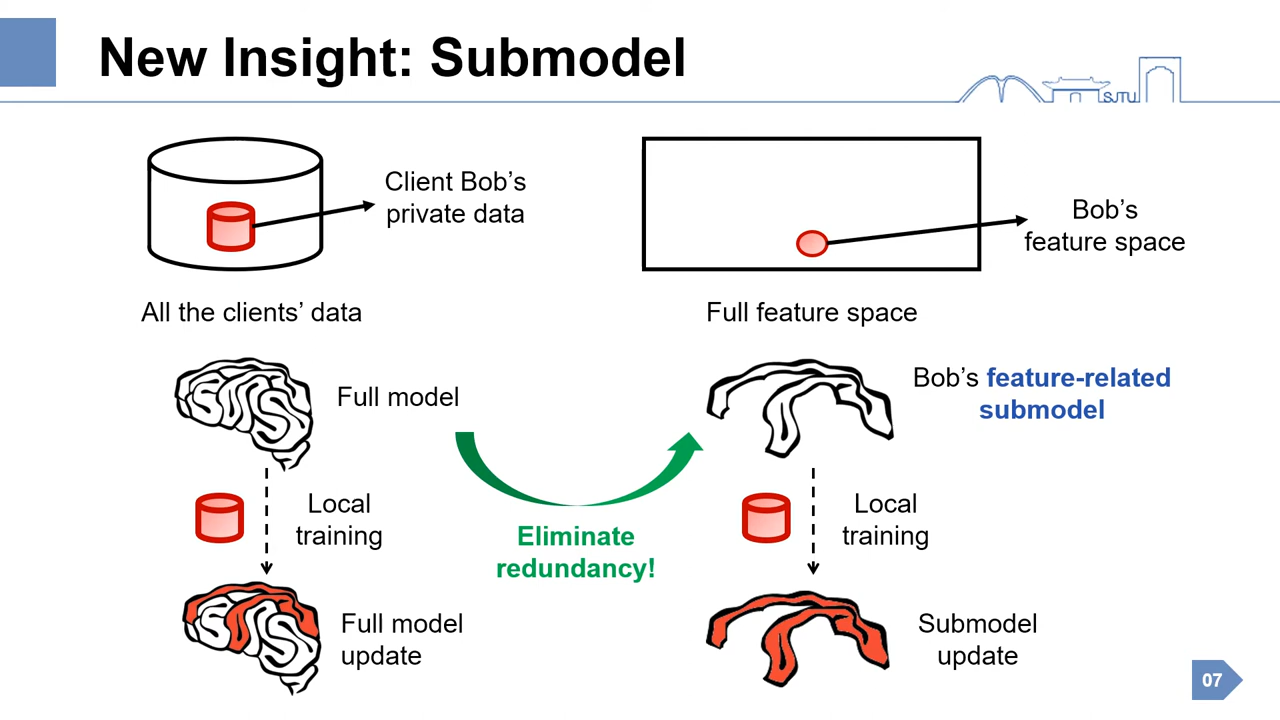 New Insight: Submodel
SJTU
Client Bob's
private data
Bob's
feature space
All the clients' data
Full feature space
Full model
Bob's feature-related
submodel
Local
training
Eliminate
redundancy!
Local
training
Full model
update
Submodel
update
07